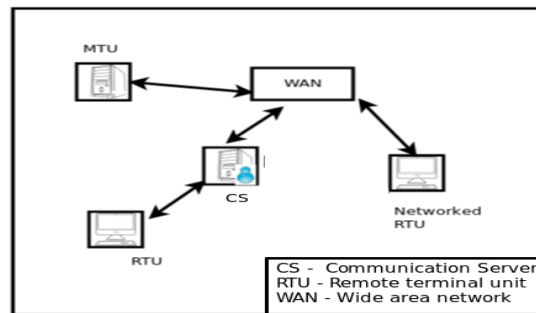 MTU
WAN
CS
Networked
RTU
RTU
CS - Communication Server
RTU - Remote terminal unit
WAN - Wide area network